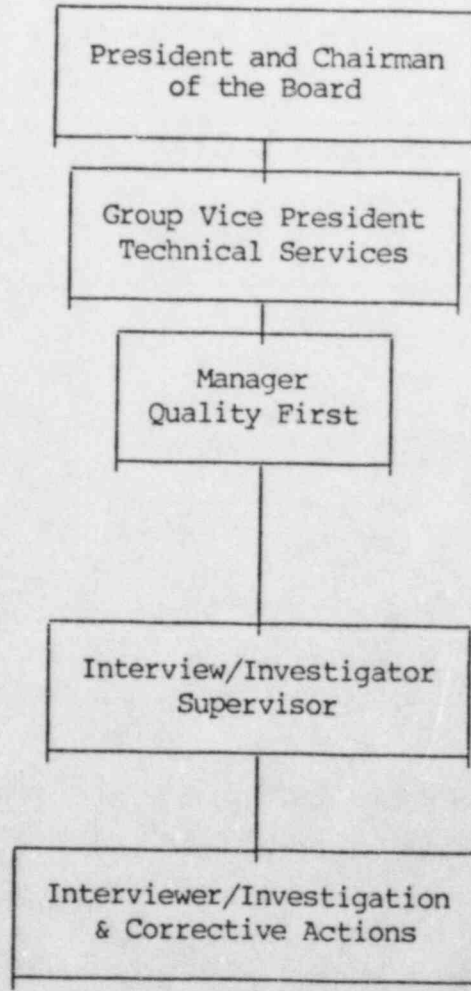 President and Chairman
of the Board
Group Vice President
Technical Services
Manager
Quality First
Interview/Investigator
Supervisor
Interviewer/Investigation
& Corrective Actions